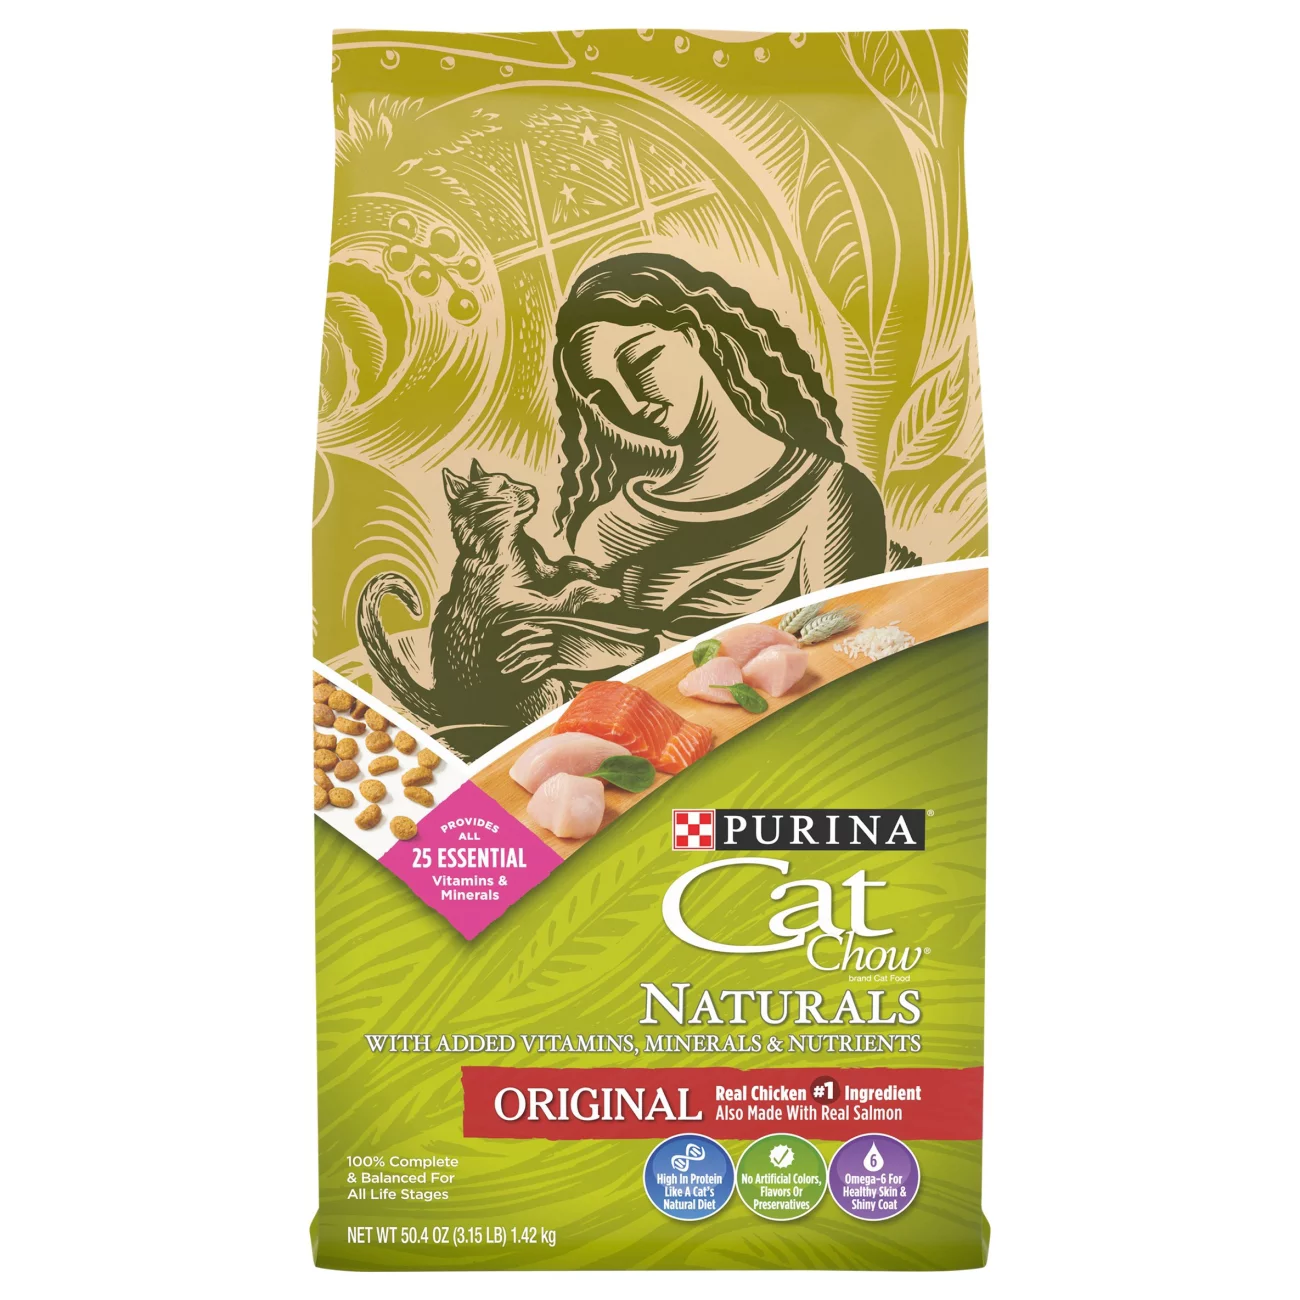 PROVIDES
ALL
25 ESSENTIAL
Vitamins &
Minerals
PURINA®
Cat
Chow®
brand Cat Food
NATURALS
WITH ADDED VITAMINS, MINERALS & NUTRIENTS
ORIGINAL
Real Chicken #1 Ingredient
Also Made With Real Salmon
100% Complete
& Balanced For
All Life Stages
High In Protein
Like A Cat's
Natural Diet
No Artificial Colors,
Flavors Or
Preservatives
6
Omega-6 For
Healthy Skin &
Shiny Coat
NET WT 50.4 OZ (3.15 LB) 1.42 kg